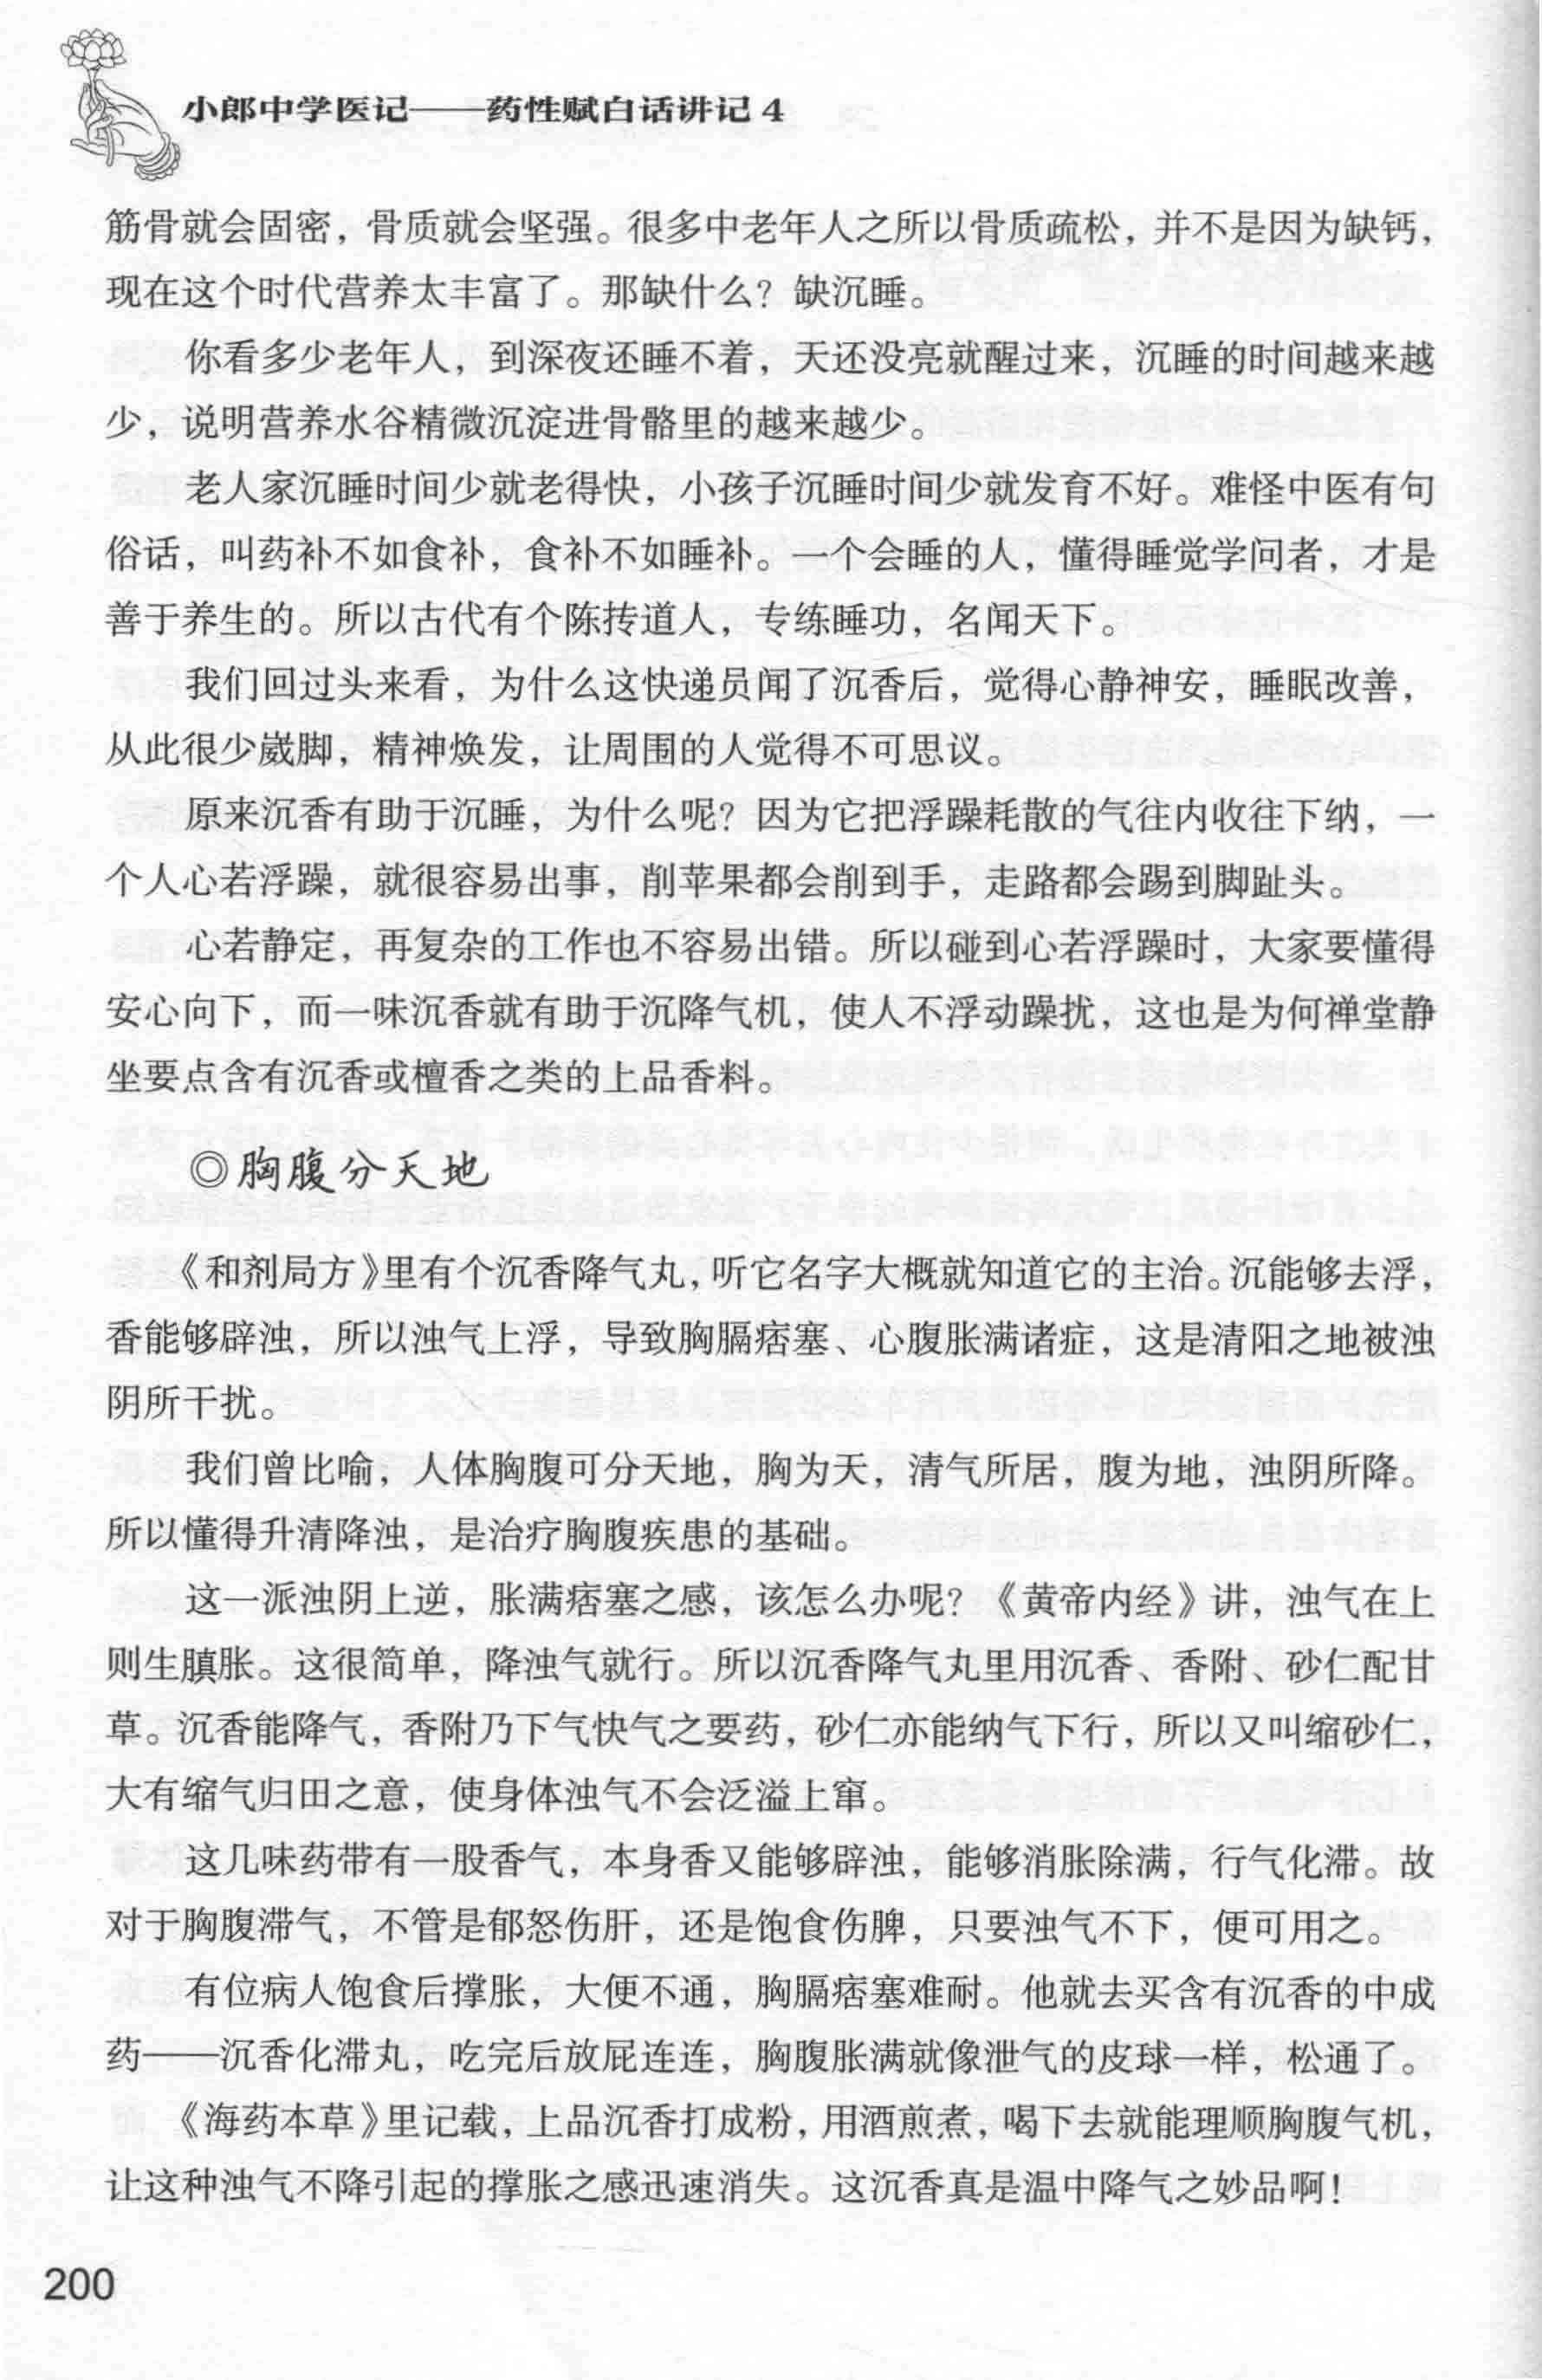 小郎中学医记——药性赋白话讲记4
筋骨就会固密，骨质就会坚强。很多中老年人之所以骨质疏松，并不是因为缺钙，
现在这个时代营养太丰富了。那缺什么？缺沉睡。
你看多少老年人，到深夜还睡不着，天还没亮就醒过来，沉睡的时间越来越
少，说明营养水谷精微沉淀进骨骼里的越来越少。
老人家沉睡时间少就老得快，小孩子沉睡时间少就发育不好。难怪中医有句
俗话，叫药补不如食补，食补不如睡补。一个会睡的人，懂得睡觉学问者，才是
善于养生的。所以古代有个陈抟道人，专练睡功，名闻天下。
我们回过头来看，为什么这快递员闻了沉香后，觉得心静神安，睡眠改善，
从此很少崴脚，精神焕发，让周围的人觉得不可思议。
原来沉香有助于沉睡，为什么呢？因为它把浮躁耗散的气往内收往下纳，一
个人心若浮躁，就很容易出事，削苹果都会削到手，走路都会踢到脚趾头。
心若静定，再复杂的工作也不容易出错。所以碰到心若浮躁时，大家要懂得
安心向下，而一味沉香就有助于沉降气机，使人不浮动躁扰，这也是为何禅堂静
坐要点含有沉香或檀香之类的上品香料。
◎胸腹分天地
《和剂局方》里有个沉香降气丸，听它名字大概就知道它的主治。沉能够去浮，
香能够辟浊，所以浊气上浮，导致胸膈痞塞、心腹胀满诸症，这是清阳之地被浊
阴所干扰。
我们曾比喻，人体胸腹可分天地，胸为天，清气所居，腹为地，浊阴所降。
所以懂得升清降浊，是治疗胸腹疾患的基础。
这一派浊阴上逆，胀满痞塞之感，该怎么办呢？《黄帝内经》讲，浊气在上
则生䐜胀。这很简单，降浊气就行。所以沉香降气丸里用沉香、香附、砂仁配甘
草。沉香能降气，香附乃下气快气之要药，砂仁亦能纳气下行，所以又叫缩砂仁，
大有缩气归田之意，使身体浊气不会泛溢上窜。
这几味药带有一股香气，本身香又能够辟浊，能够消胀除满，行气化滞。故
对于胸腹滞气，不管是郁怒伤肝，还是饱食伤脾，只要浊气不下，便可用之。
有位病人饱食后撑胀，大便不通，胸膈痞塞难耐。他就去买含有沉香的中成
药——沉香化滞丸，吃完后放屁连连，胸腹胀满就像泄气的皮球一样，松通了。
《海药本草》里记载，上品沉香打成粉，用酒煎煮，喝下去就能理顺胸腹气机，
让这种浊气不降引起的撑胀之感迅速消失。这沉香真是温中降气之妙品啊！
200